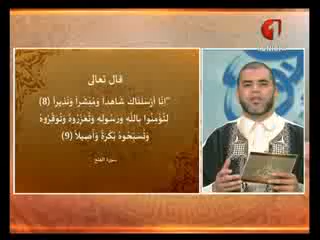 قال تعالى
"إنا أرسلناك شاهدا ومبشرا ونذيرا (8)
لتؤمنوا بالله ورسوله وتعزروه وتوقروه
وتسبحوه بكرة وأصيلا (9)
سورة الفتح